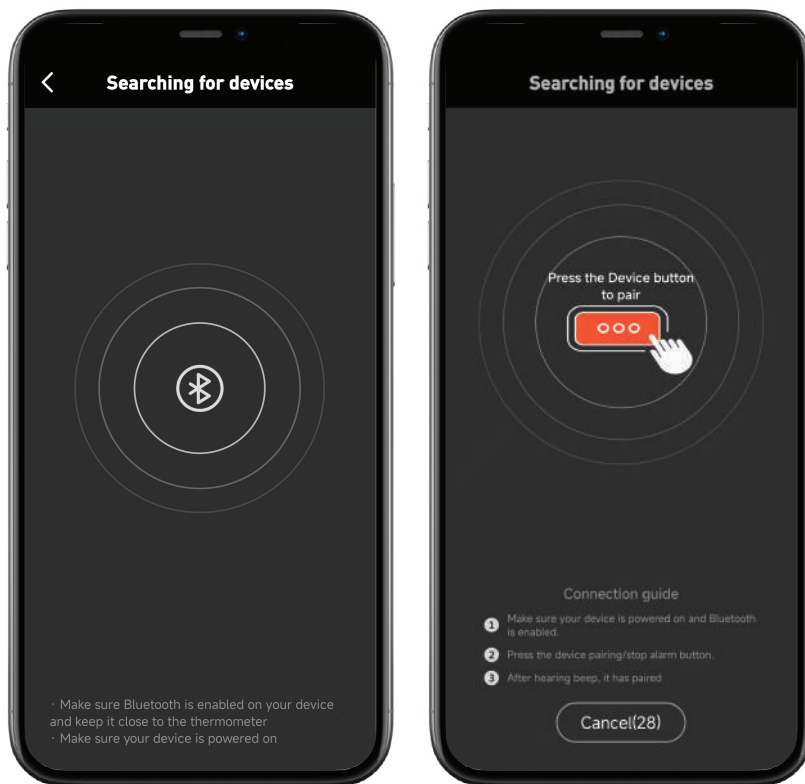 Searching for devices
· Make sure Bluetooth is enabled on your device
and keep it close to the thermometer
· Make sure your device is powered on
Searching for devices
Press the Device button
to pair
Connection guide
1 Make sure your device is powered on and Bluetooth
is enabled.
2 Press the device pairing/stop alarm button.
3 After hearing beep, it has paired
Cancel(28)